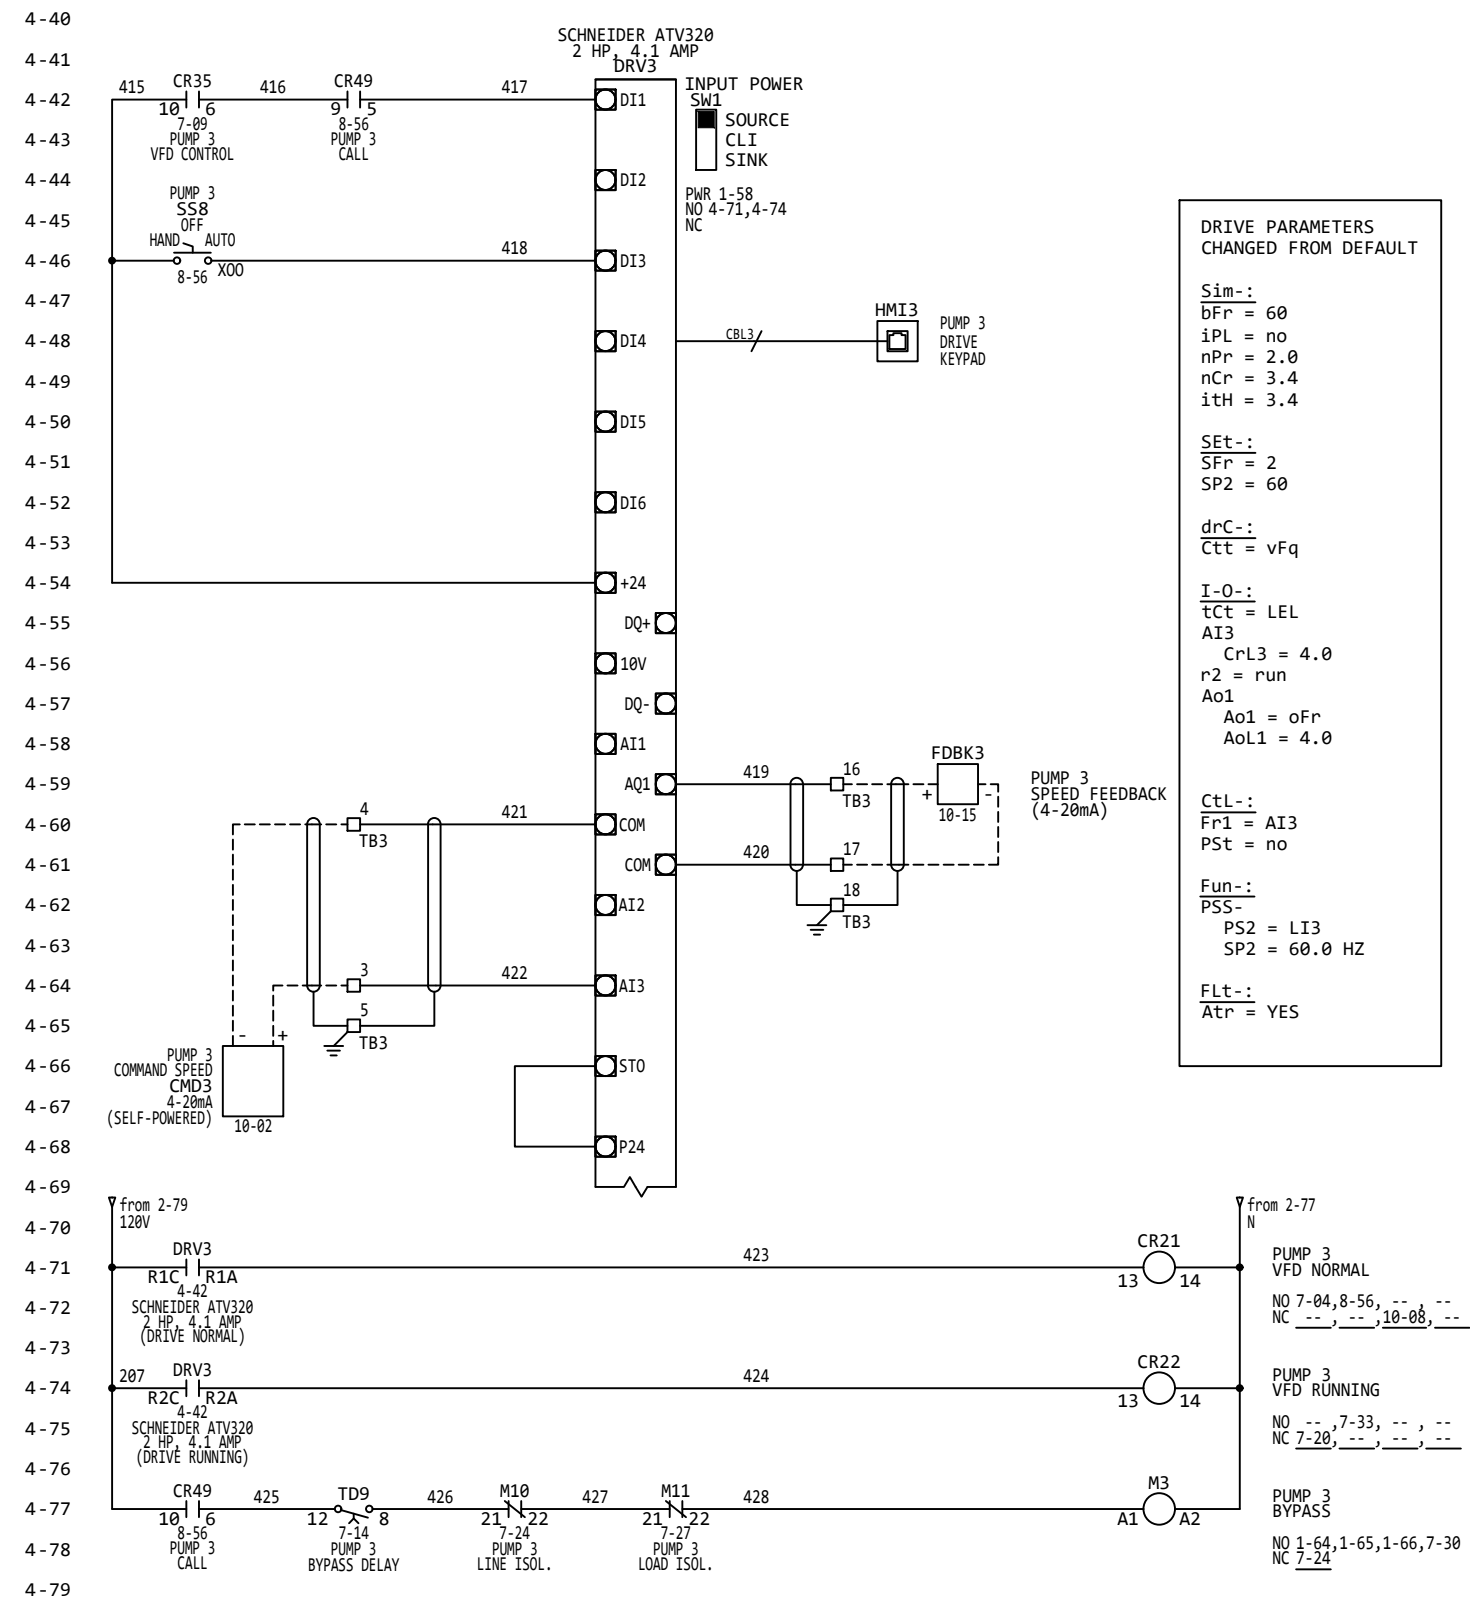 4-40
SCHNEIDER ATV320
4-41
2 HP, 4.1 AMP
DRV3
415
CR35
416
CR49
417
INPUT POWER
SW1
4-42
10
6
9
5
DI1
SOURCE
7-09
8-56
4-43
PUMP 3
PUMP 3
CLI
VFD CONTROL
CALL
SINK
4-44
DI2
PUMP 3
PWR 1-58
SS8
NO 4-71,4-74
4-45
OFF
NC
DRIVE PARAMETERS
CHANGED FROM DEFAULT
HAND
AUTO
418
4-46
8-56
XOO
DI3
4-47
Sim-:
bFr = 60
HMI3
PUMP 3
4-48
DI4
CBL3
DRIVE
KEYPAD
iPL = no
nPr = 2.0
4-49
nCr = 3.4
itH = 3.4
4-50
DI5
SEt-:
4-51
SFr = 2
SP2 = 60
4-52
DI6
4-53
drC-:
Ctt = vFq
4-54
+24
I-O-:
4-55
DQ+
tCt = LEL
AI3
4-56
10V
CrL3 = 4.0
r2 = run
4-57
DQ-
Ao1
Ao1 = oFr
4-58
AI1
AoL1 = 4.0
FDBK3
4-59
AQ1
419
16
TB3
+
-
10-15
PUMP 3
SPEED FEEDBACK
(4-20mA)
CtL-:
4-60
4
TB3
421
COM
Fr1 = AI3
PSt = no
4-61
COM
420
17
Fun-:
4-62
AI2
18
TB3
PSS-
PS2 = LI3
4-63
SP2 = 60.0 HZ
4-64
3
422
AI3
FLt-:
Atr = YES
4-65
5
TB3
-
+
PUMP 3
4-66
COMMAND SPEED
STO
CMD3
4-67
4-20mA
(SELF-POWERED)
10-02
4-68
P24
4-69
from 2-79
120V
from 2-77
N
4-70
DRV3
423
CR21
PUMP 3
VFD NORMAL
4-71
R1C
R1A
13
14
4-42
4-72
SCHNEIDER ATV320
2 HP, 4.1 AMP
(DRIVE NORMAL)
NO 7-04,8-56, -- , --
NC -- , -- ,10-08, --
4-73
207
DRV3
424
CR22
PUMP 3
VFD RUNNING
4-74
R2C
R2A
13
14
4-42
4-75
SCHNEIDER ATV320
2 HP, 4.1 AMP
(DRIVE RUNNING)
NO -- ,7-33, -- , --
NC 7-20, -- , -- , --
4-76
CR49
425
TD9
426
M10
427
M11
428
M3
PUMP 3
BYPASS
4-77
10
6
12
8
21
22
21
22
A1
A2
8-56
7-14
7-24
7-27
4-78
PUMP 3
PUMP 3
PUMP 3
PUMP 3
CALL
BYPASS DELAY
LINE ISOL.
LOAD ISOL.
NO 1-64,1-65,1-66,7-30
NC 7-24
4-79